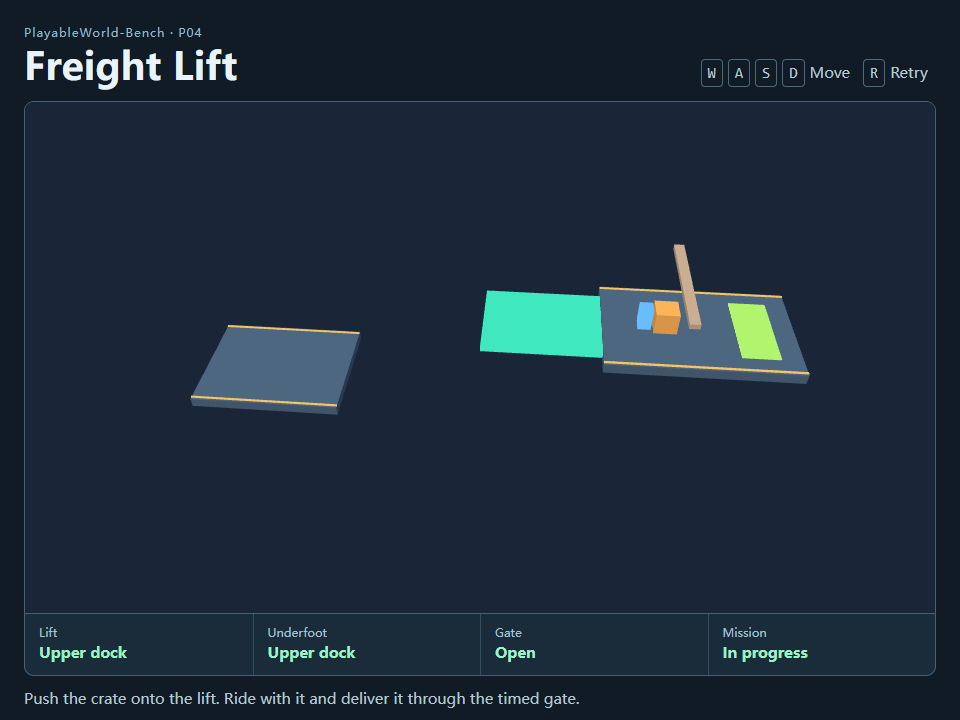 PlayableWorld-Bench · P04
Freight Lift
W A S D Move R Retry
Lift
Upper dock
Underfoot
Upper dock
Gate
Open
Mission
In progress
Push the crate onto the lift. Ride with it and deliver it through the timed gate.